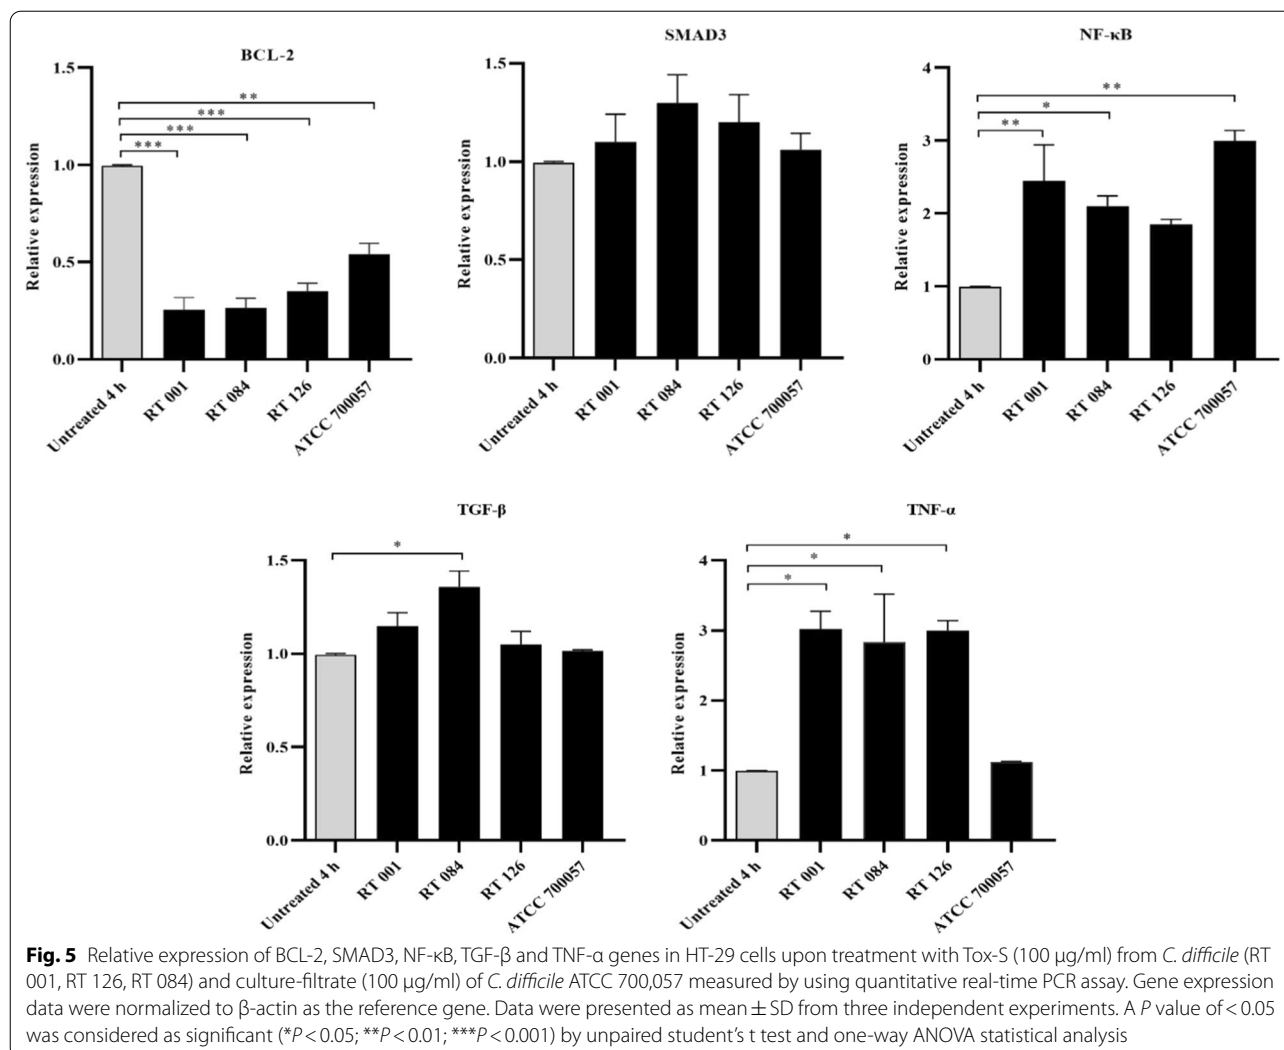 BCL-2
1.5
1.0
0.5
0.0
Relative expression
**
***
***
***
Untreated 4 h
RT 001
RT 084
RT 126
ATCC 700057
SMAD3
1.5
1.0
0.5
0.0
Relative expression
Untreated 4 h
RT 001
RT 084
RT 126
ATCC 700057
NF-κB
4
3
2
1
0
Relative expression
**
*
**
Untreated 4 h
RT 001
RT 084
RT 126
ATCC 700057
TGF-β
1.5
1.0
0.5
0.0
Relative expression
*
Untreated 4 h
RT 001
RT 084
RT 126
ATCC 700057
TNF-α
4
3
2
1
0
Relative expression
*
*
*
Untreated 4 h
RT 001
RT 084
RT 126
ATCC 700057
Fig. 5 Relative expression of BCL-2, SMAD3, NF-κB, TGF-β and TNF-α genes in HT-29 cells upon treatment with Tox-S (100 μg/ml) from C. difficile (RT
001, RT 126, RT 084) and culture-filtrate (100 μg/ml) of C. difficile ATCC 700,057 measured by using quantitative real-time PCR assay. Gene expression
data were normalized to β-actin as the reference gene. Data were presented as mean ± SD from three independent experiments. A P value of < 0.05
was considered as significant (*P < 0.05; **P < 0.01; ***P < 0.001) by unpaired student's t test and one-way ANOVA statistical analysis